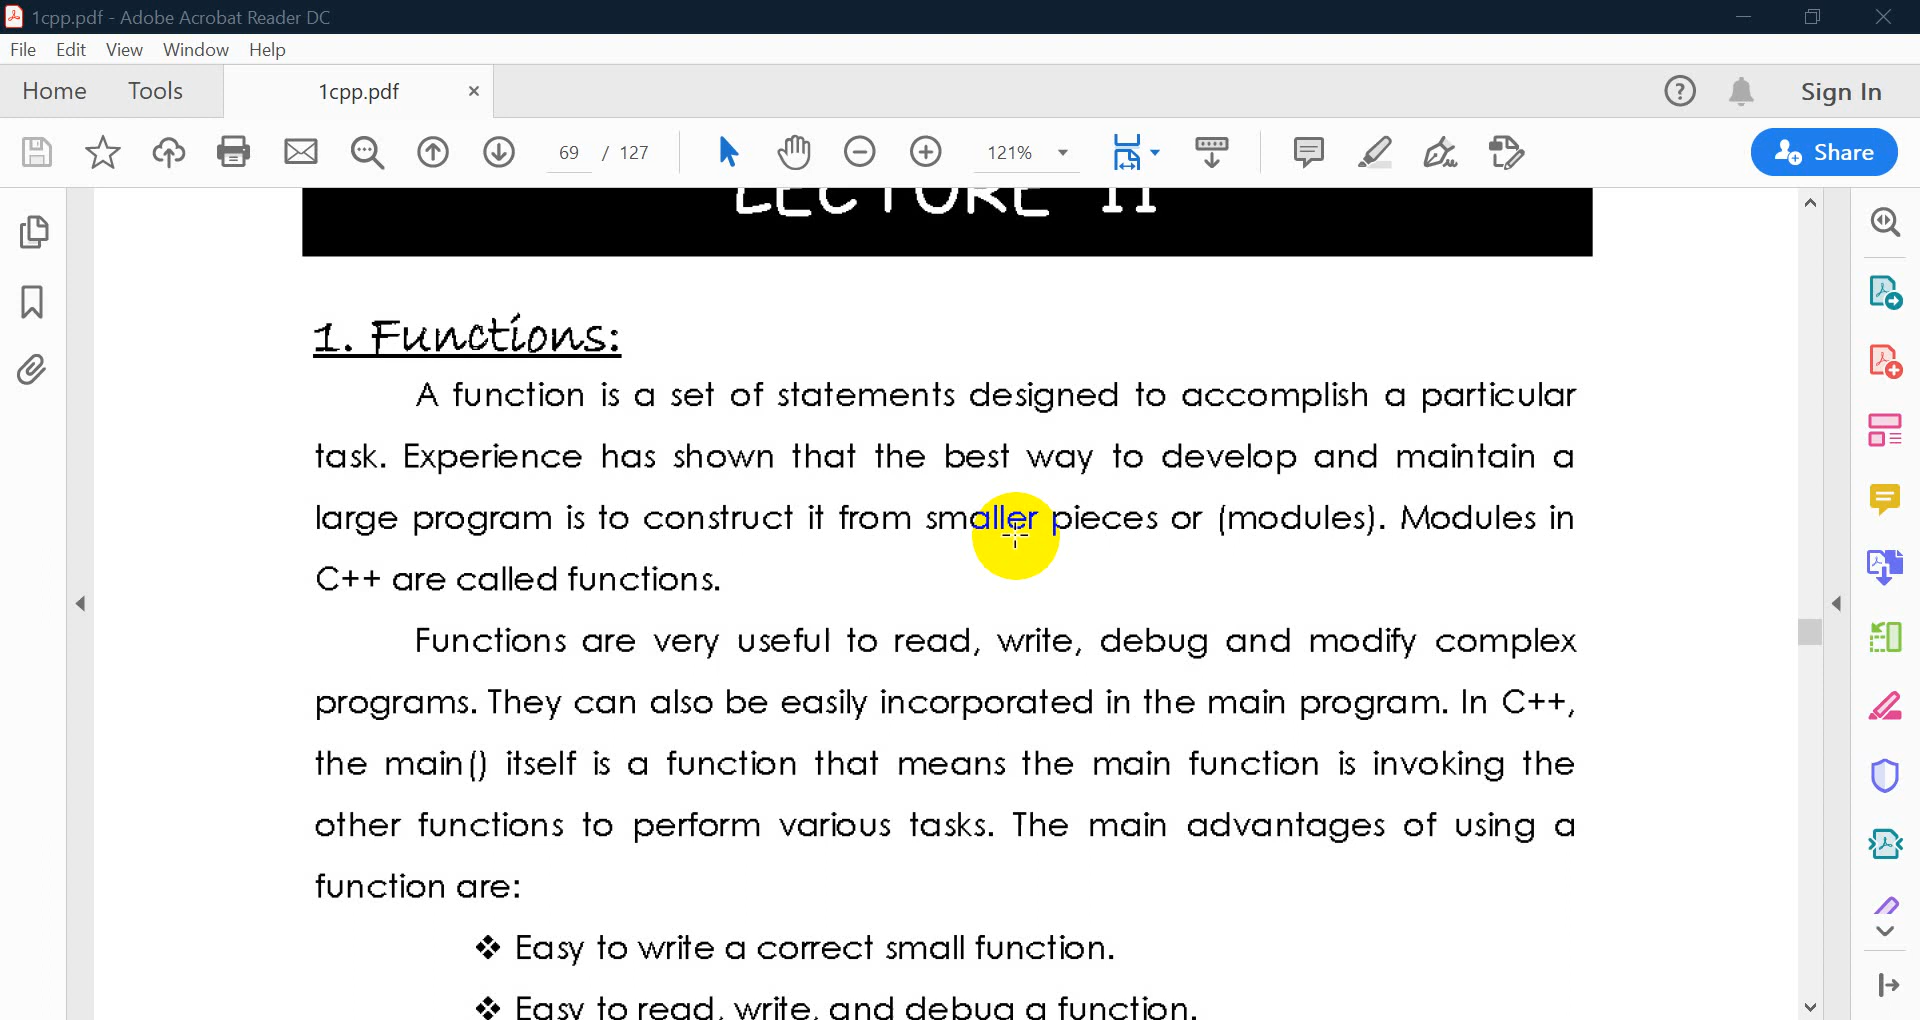 1cpp.pdf - Adobe Acrobat Reader DC
File Edit View Window Help
Home Tools 1cpp.pdf Sign In
69 / 127 121% Share
LECTURE 11
1. Functions:
A function is a set of statements designed to accomplish a particular
task. Experience has shown that the best way to develop and maintain a
large program is to construct it from smaller pieces or (modules). Modules in
C++ are called functions.
Functions are very useful to read, write, debug and modify complex
programs. They can also be easily incorporated in the main program. In C++,
the main() itself is a function that means the main function is invoking the
other functions to perform various tasks. The main advantages of using a
function are:
❖ Easy to write a correct small function.
❖ Easy to read, write, and debug a function.